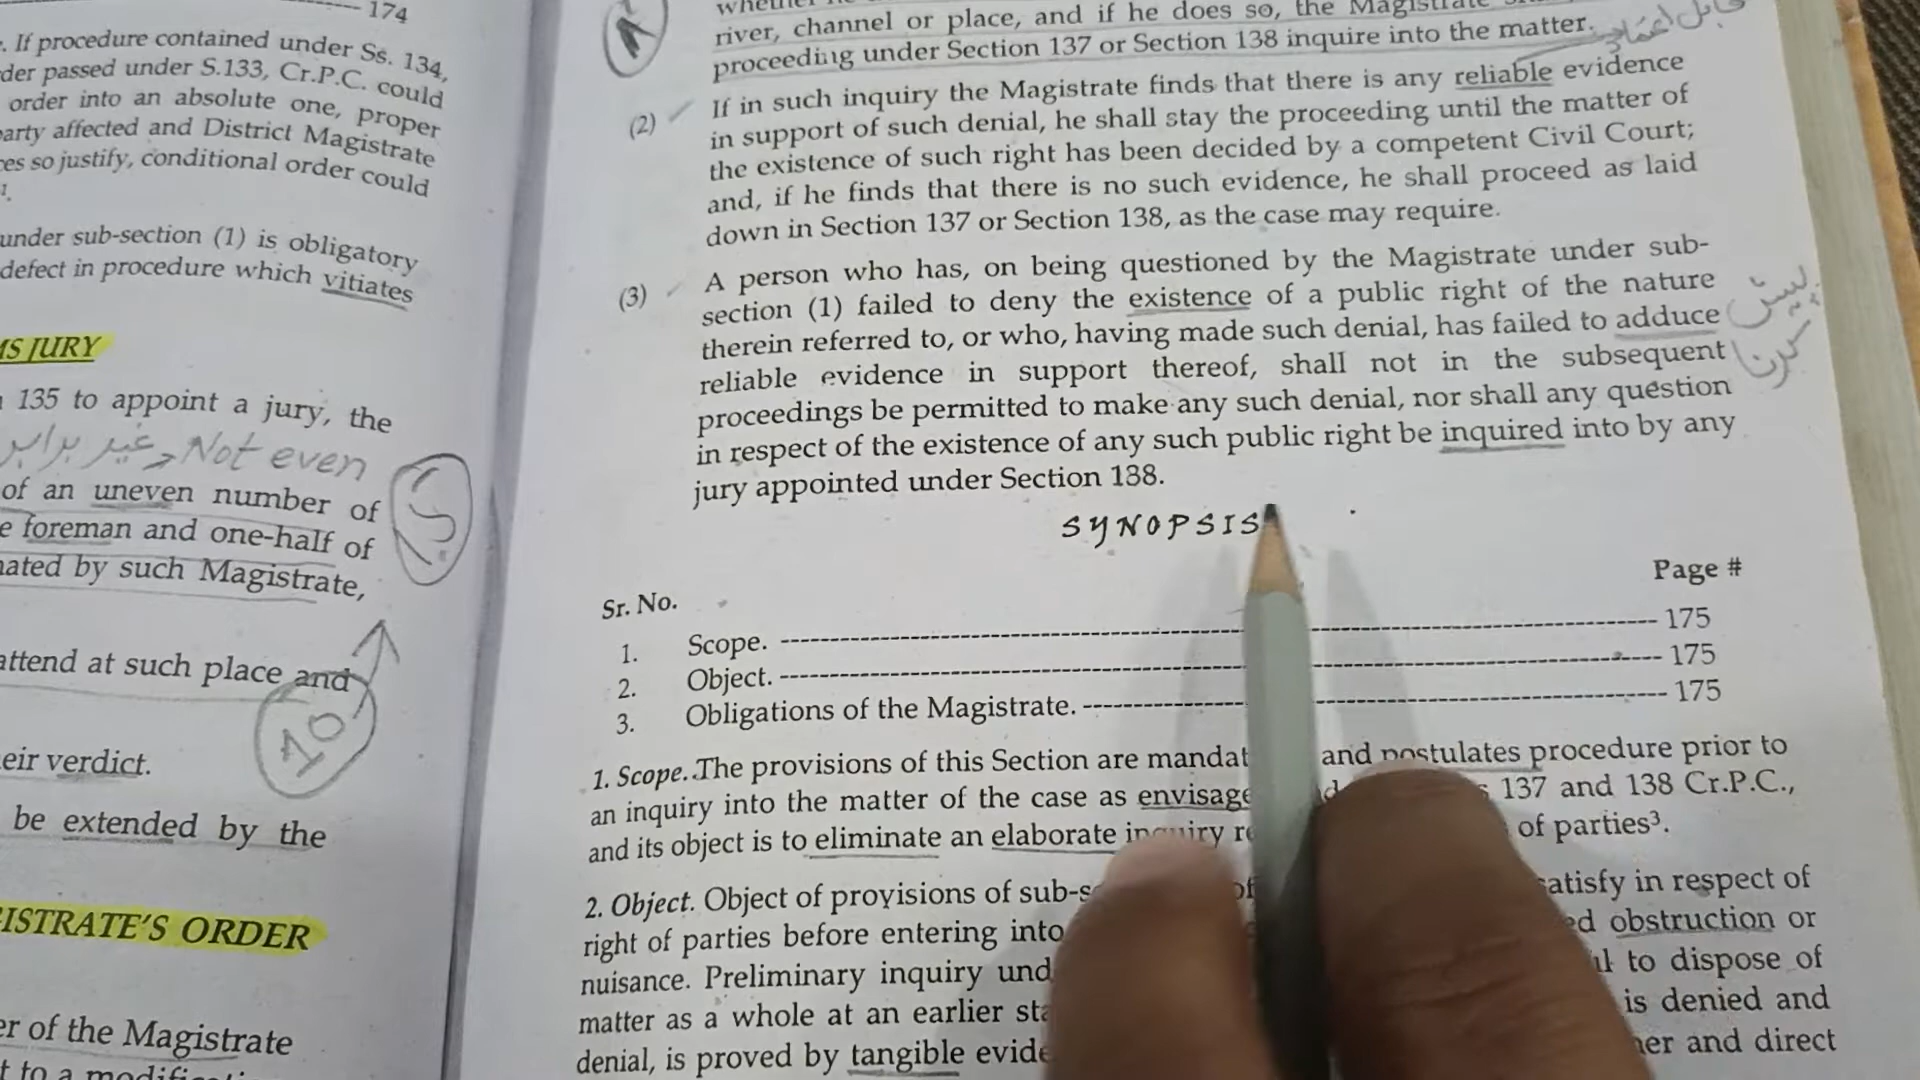 174
. If procedure contained under Ss. 134,
der passed under S.133, Cr.P.C. could
order into an absolute one, proper
arty affected and District Magistrate
es so justify, conditional order could
1.
under sub-section (1) is obligatory
defect in procedure which vitiates
MS JURY
135 to appoint a jury, the
غیر برابر Not even
of an uneven number of
e foreman and one-half of
nated by such Magistrate,
attend at such place and
10
eir verdict.
be extended by the
ISTRATE'S ORDER
er of the Magistrate
t to a
river, channel or place, and if he does so, the Magistrate
proceeding under Section 137 or Section 138 inquire into the matter.
قابل اعتماد
(2) If in such inquiry the Magistrate finds that there is any reliable evidence
in support of such denial, he shall stay the proceeding until the matter of
the existence of such right has been decided by a competent Civil Court;
and, if he finds that there is no such evidence, he shall proceed as laid
down in Section 137 or Section 138, as the case may require.
(3) A person who has, on being questioned by the Magistrate under sub-
section (1) failed to deny the existence of a public right of the nature
therein referred to, or who, having made such denial, has failed to adduce
پیش کرنا
reliable evidence in support thereof, shall not in the subsequent
proceedings be permitted to make any such denial, nor shall any question
in respect of the existence of any such public right be inquired into by any
jury appointed under Section 138.
SYNOPSIS
Sr. No. Page #
1. Scope. 175
2. Object. 175
3. Obligations of the Magistrate. 175
1. Scope. The provisions of this Section are mandat and postulates procedure prior to
an inquiry into the matter of the case as envisage 137 and 138 Cr.P.C.,
and its object is to eliminate an elaborate inquiry of parties³.
2. Object. Object of provisions of sub-s satisfy in respect of
right of parties before entering into ed obstruction or
nuisance. Preliminary inquiry und to dispose of
matter as a whole at an earlier sta is denied and
denial, is proved by tangible evide her and direct